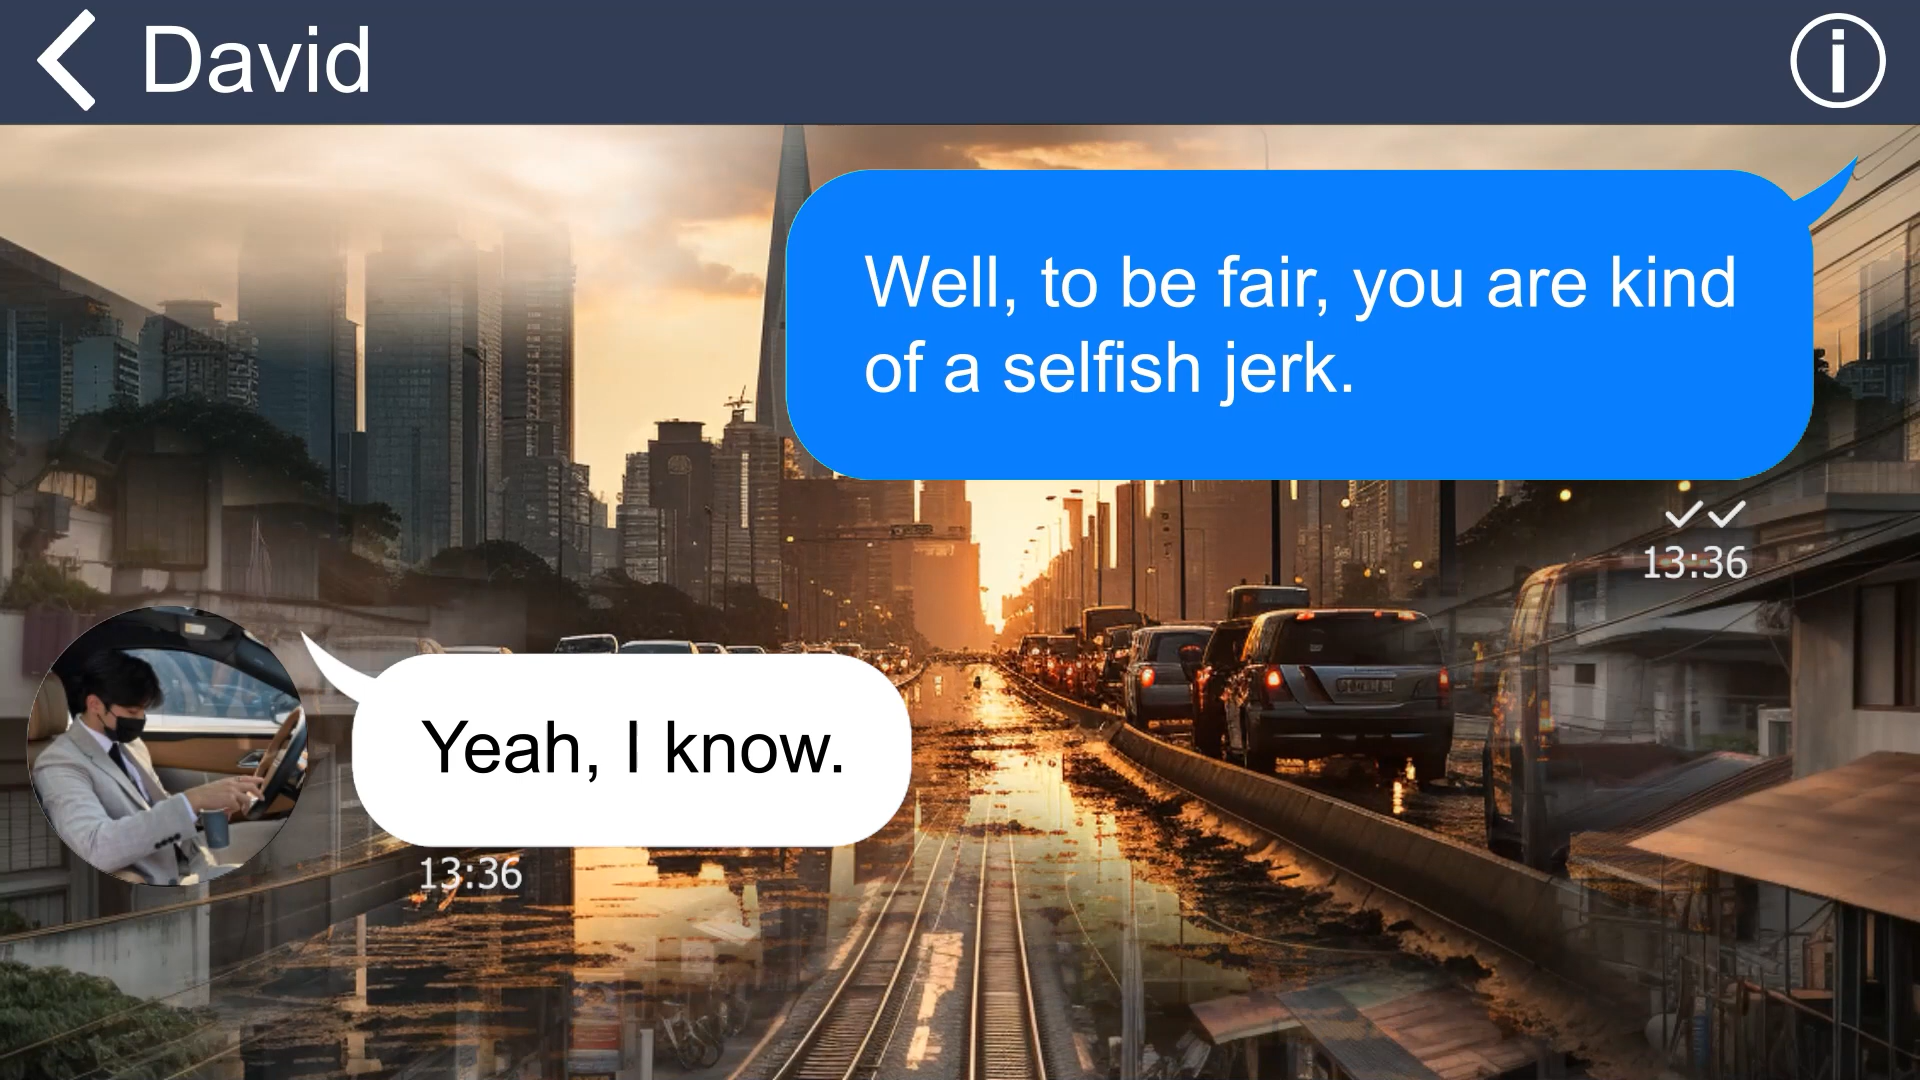 David
Well, to be fair, you are kind
of a selfish jerk.
13:36
Yeah, I know.
13:36